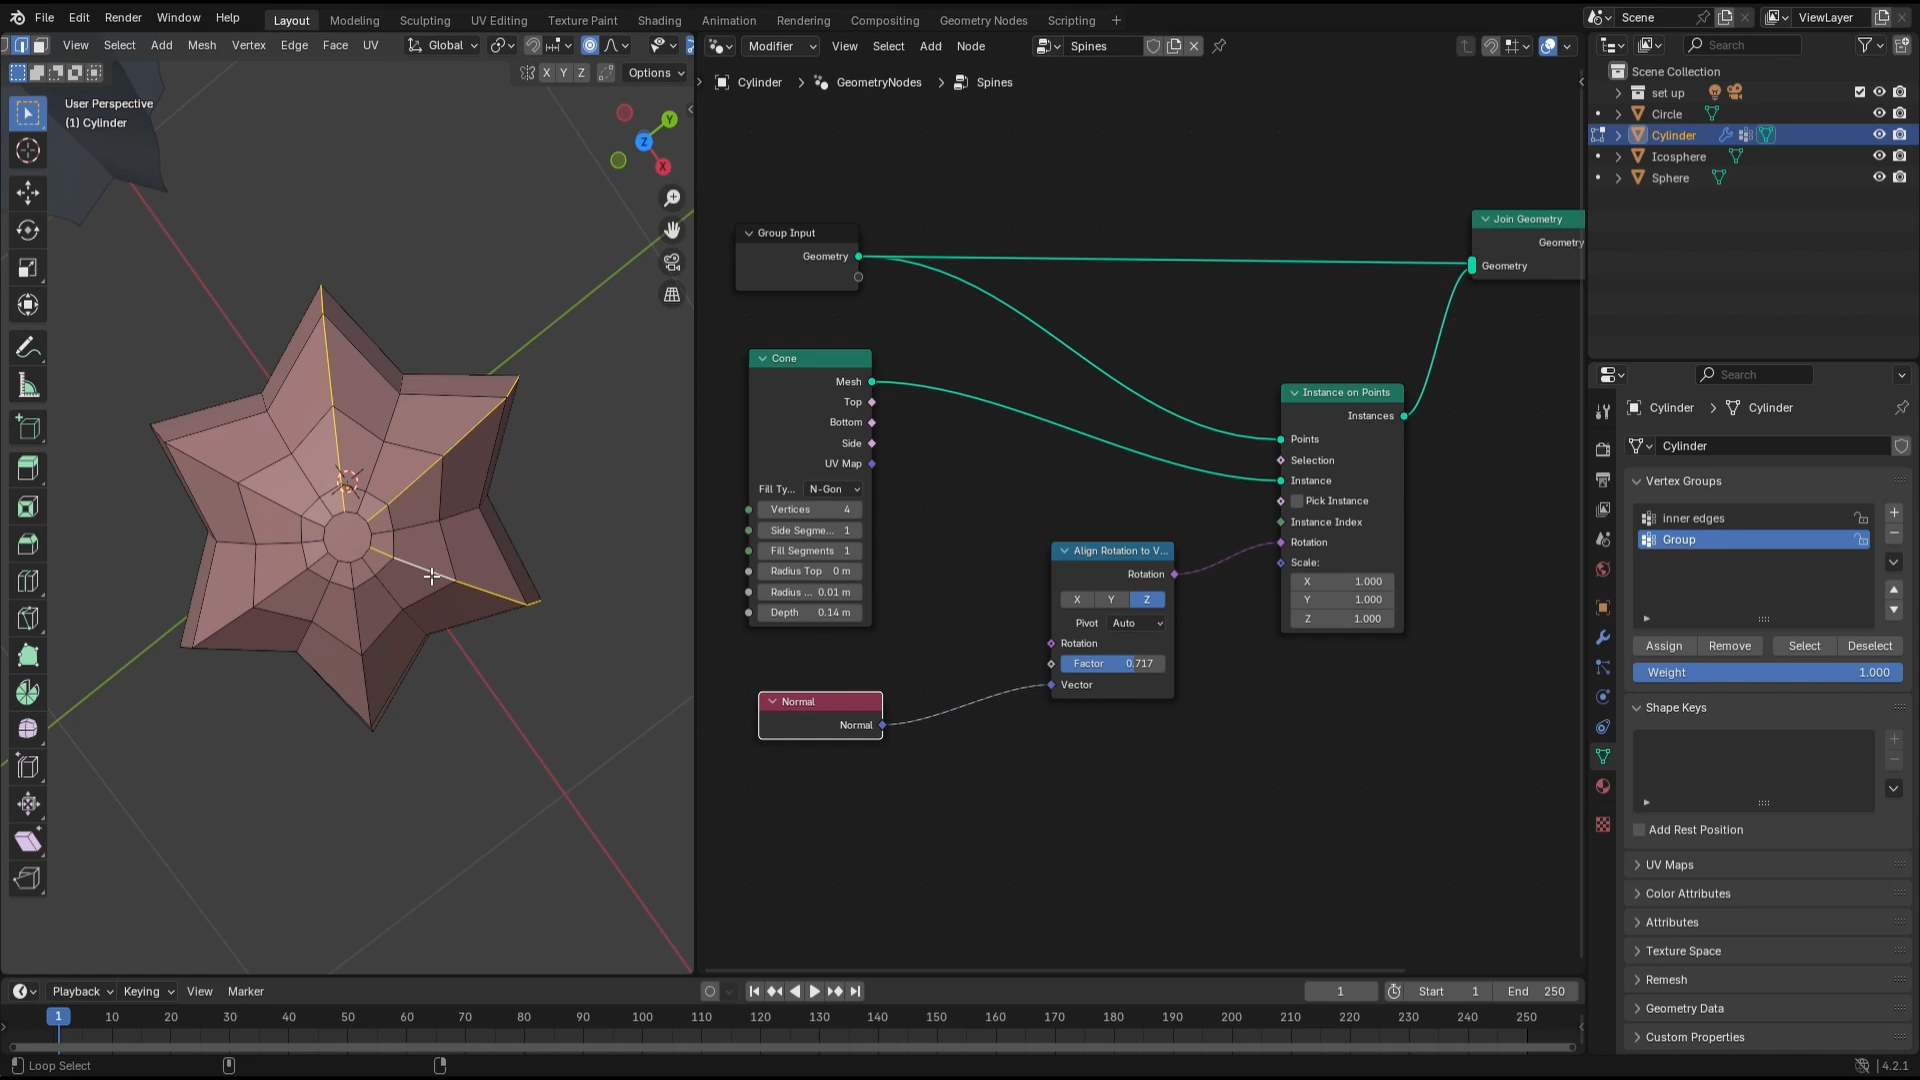 File Edit Render Window Help Layout Modeling Sculpting UV Editing Texture Paint Shading Animation Rendering Compositing Geometry Nodes Scripting + Scene ViewLayer
View Select Add Mesh Vertex Edge Face UV Global
Modifier View Select Add Node Spines
Search
X Y Z Options
User Perspective
(1) Cylinder
Y
Z
X
Cylinder > GeometryNodes > Spines
Group Input
Geometry
Join Geometry
Geometry
Geometry
Cone
Mesh
Top
Bottom
Side
UV Map
Fill Ty... N-Gon
Vertices 4
Side Segme... 1
Fill Segments 1
Radius Top 0 m
Radius ... 0.01 m
Depth 0.14 m
Normal
Normal
Align Rotation to V...
Rotation
X Y Z
Pivot Auto
Rotation
Factor 0.717
Vector
Instance on Points
Instances
Points
Selection
Instance
Pick Instance
Instance Index
Rotation
Scale:
X 1.000
Y 1.000
Z 1.000
Scene Collection
set up
Circle
Cylinder
Icosphere
Sphere
Search
Cylinder > Cylinder
Cylinder
Vertex Groups
inner edges
Group
Assign Remove Select Deselect
Weight 1.000
Shape Keys
Add Rest Position
UV Maps
Color Attributes
Attributes
Texture Space
Remesh
Geometry Data
Custom Properties
Playback Keying View Marker 1 Start 1 End 250
1 10 20 30 40 50 60 70 80 90 100 110 120 130 140 150 160 170 180 190 200 210 220 230 240 250
Loop Select 4.2.1